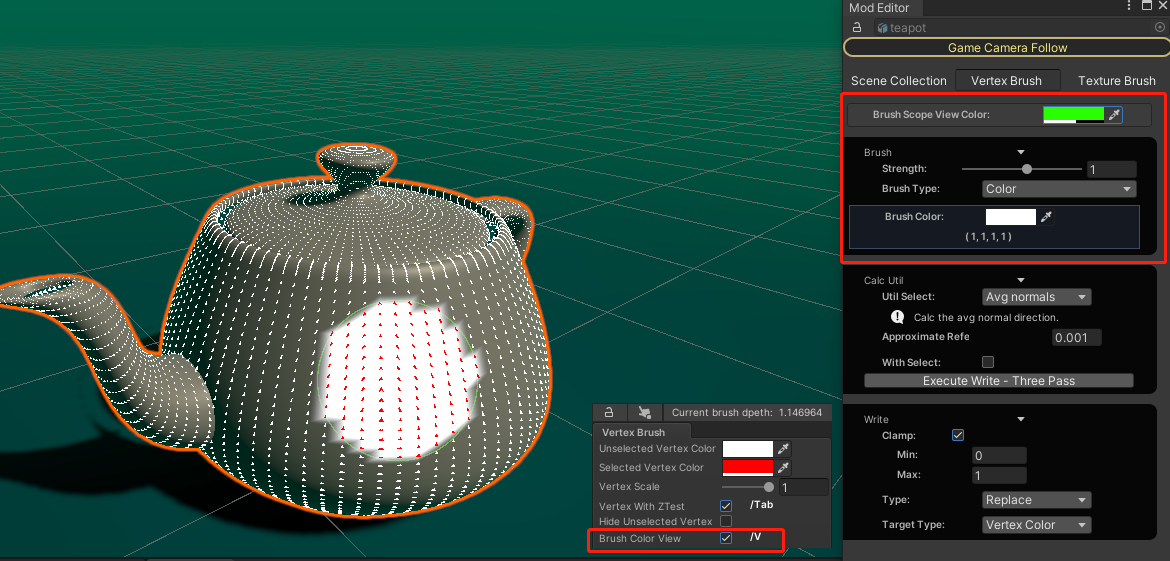 Mod Editor
teapot
Game Camera Follow
Scene Collection Vertex Brush Texture Brush
Brush Scope View Color:
Brush
Strength: 1
Brush Type: Color
Brush Color:
( 1, 1, 1, 1 )
Calc Util
Util Select: Avg normals
Calc the avg normal direction.
Approximate Refe 0.001
With Select:
Execute Write - Three Pass
Write
Clamp:
Min: 0
Max: 1
Type: Replace
Target Type: Vertex Color
Current brush dpeth: 1.146964
Vertex Brush
Unselected Vertex Color
Selected Vertex Color
Vertex Scale 1
Vertex With ZTest /Tab
Hide Unselected Vertex
Brush Color View /V